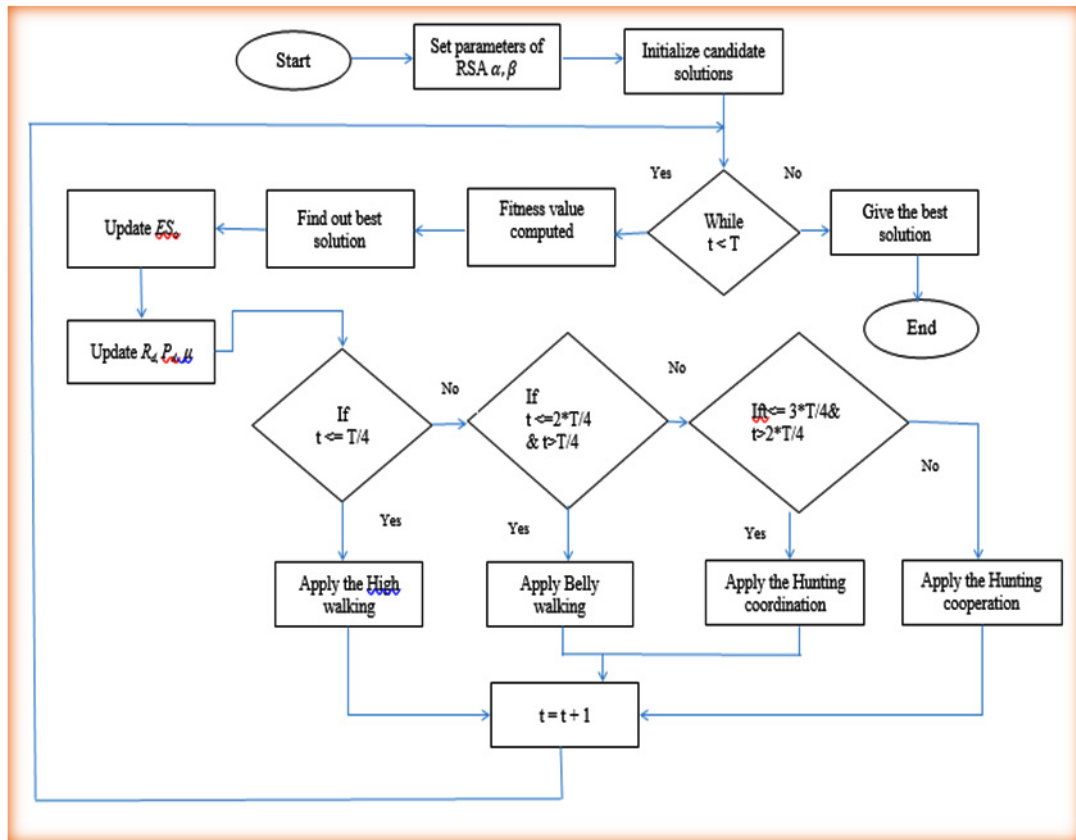 Start
Set parameters of
RSA α, β
Initialize candidate
solutions
Yes
No
While
t < T
Fitness value
computed
Find out best
solution
Update ES
Give the best
solution
End
Update R P μ
If
t <= T/4
No
If
t <=2*T/4
& t>T/4
No
Ift<= 3*T/4&
t>2*T/4
No
Yes
Yes
Yes
Apply the High
walking
Apply Belly
walking
Apply the Hunting
coordination
Apply the Hunting
cooperation
t = t + 1